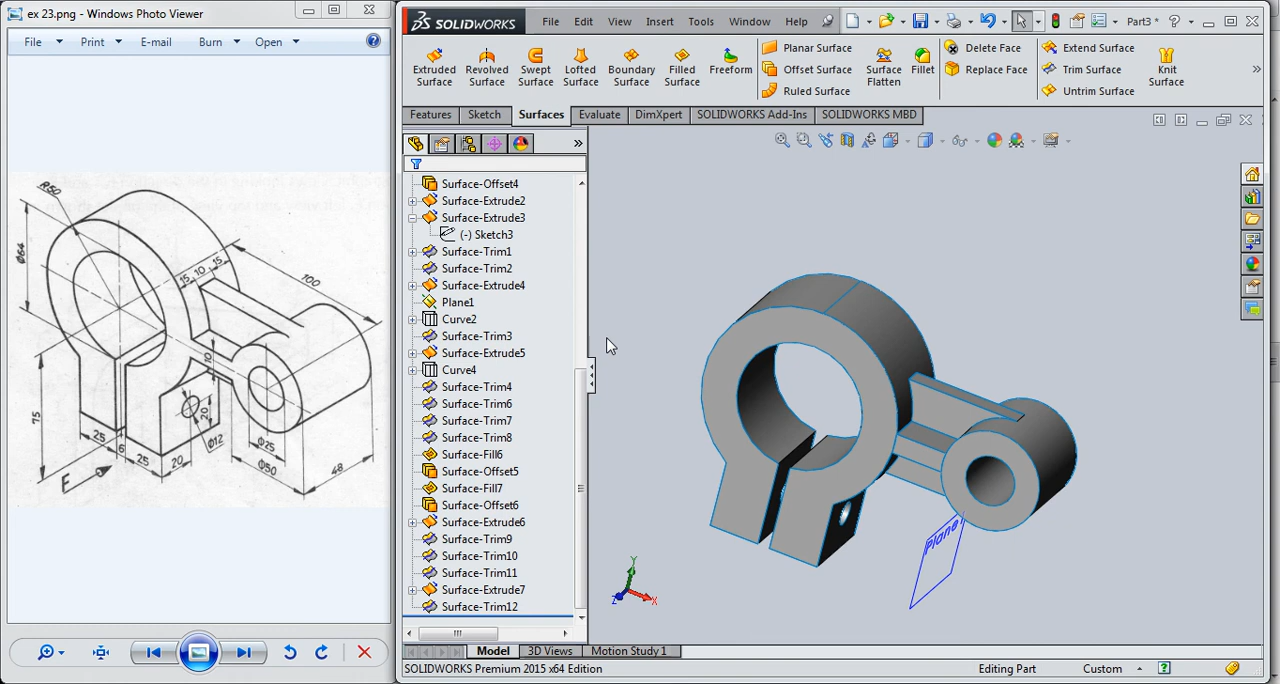 ex 23.png - Windows Photo Viewer
File Print E-mail Burn Open
R50
Ø64
15 10 15
100
10
75
25 6 25 20
20
Ø12
Ø25
Ø50
48
E
SOLIDWORKS File Edit View Insert Tools Window Help Part3 *
Extruded Surface
Revolved Surface
Swept Surface
Lofted Surface
Boundary Surface
Filled Surface
Freeform
Planar Surface
Offset Surface
Ruled Surface
Surface Flatten
Fillet
Delete Face
Replace Face
Extend Surface
Trim Surface
Untrim Surface
Knit Surface
Features Sketch Surfaces Evaluate DimXpert SOLIDWORKS Add-Ins SOLIDWORKS MBD
Surface-Offset4
Surface-Extrude2
Surface-Extrude3
(-) Sketch3
Surface-Trim1
Surface-Trim2
Surface-Extrude4
Plane1
Curve2
Surface-Trim3
Surface-Extrude5
Curve4
Surface-Trim4
Surface-Trim6
Surface-Trim7
Surface-Trim8
Surface-Fill6
Surface-Offset5
Surface-Fill7
Surface-Offset6
Surface-Extrude6
Surface-Trim9
Surface-Trim10
Surface-Trim11
Surface-Extrude7
Surface-Trim12
Plane1
Y
Z X
Model 3D Views Motion Study 1
SOLIDWORKS Premium 2015 x64 Edition Editing Part Custom